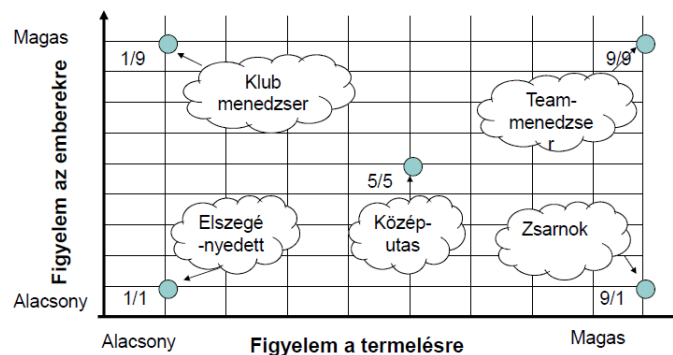 Magas
1/9
9/9
Klub
menedzser
Team-
menedzse
r
Figyelem az emberekre
5/5
Elszegé
-nyedett
Közép-
utas
Zsarnok
Alacsony
1/1
9/1
Alacsony
Figyelem a termelésre
Magas